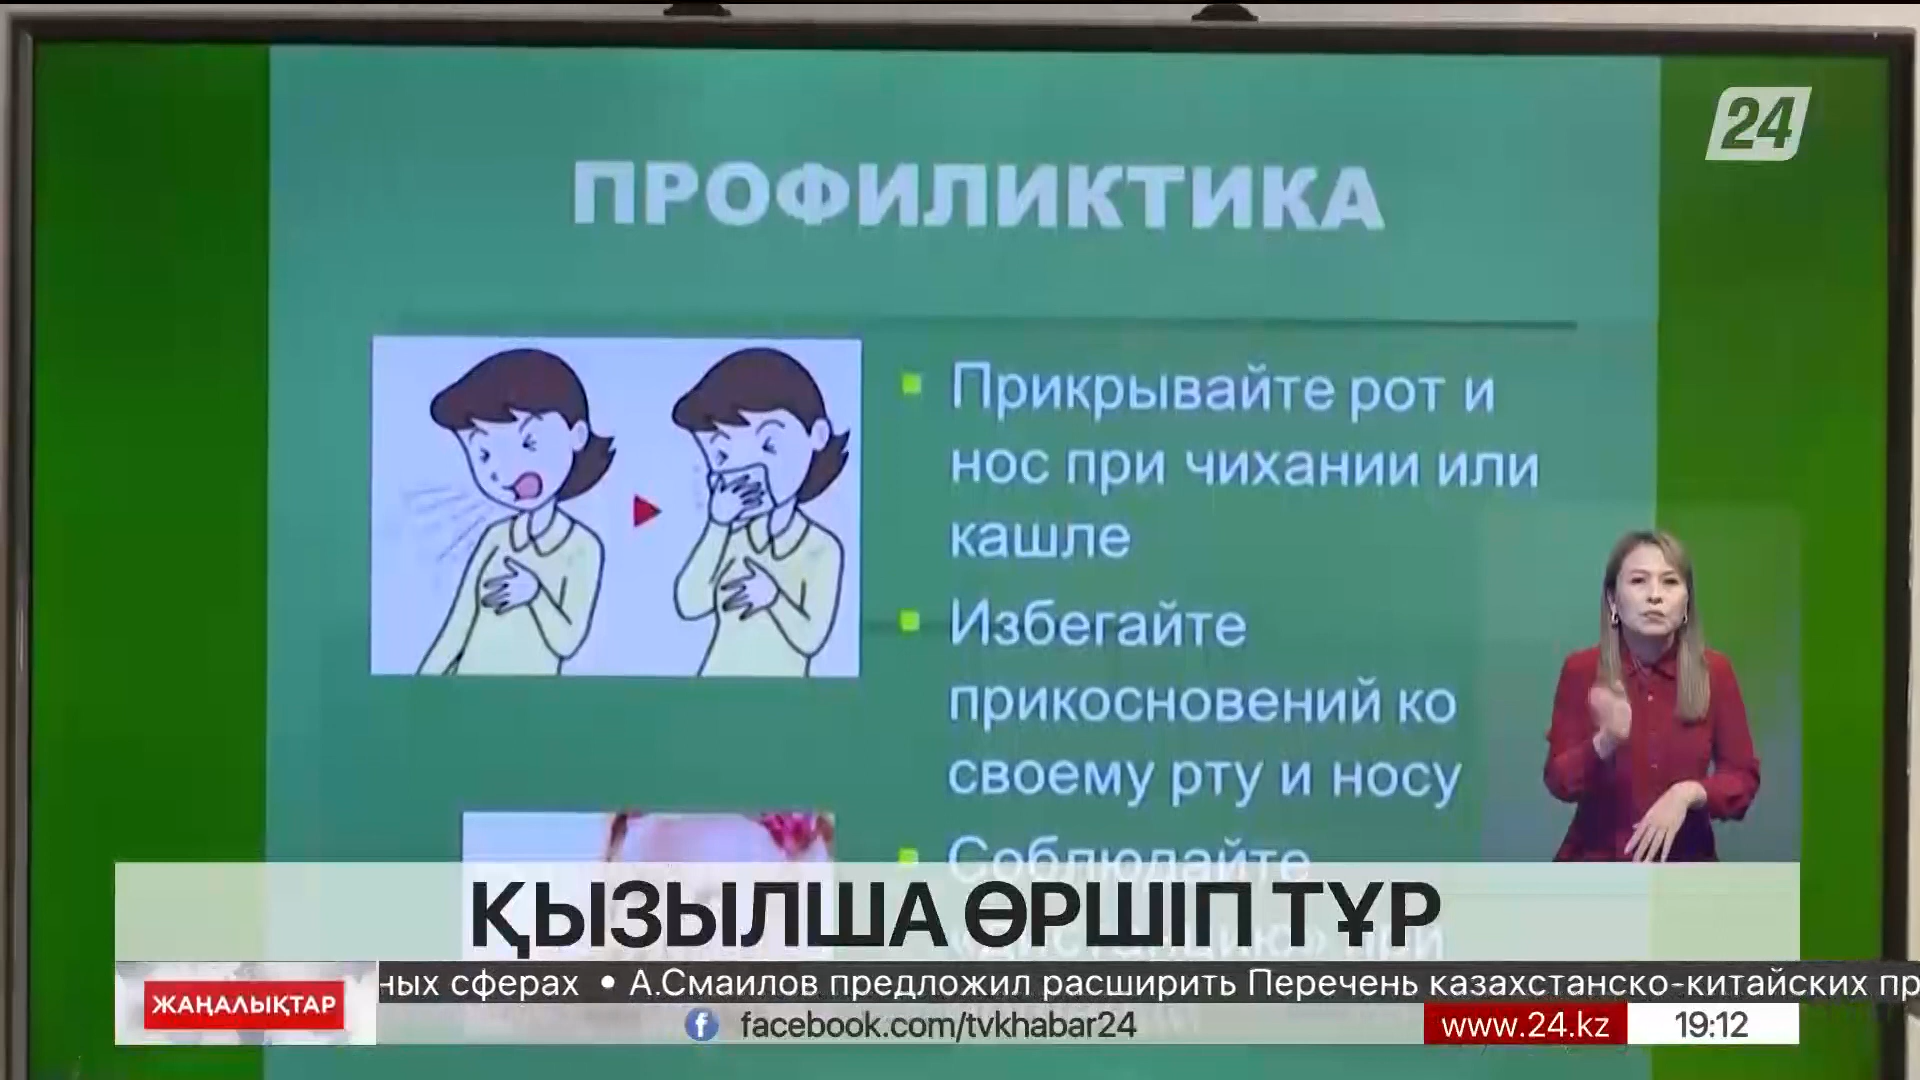 24
ПРОФИЛИКТИКА
Прикрывайте рот и
нос при чихании или
кашле
Избегайте
прикосновений ко
своему рту и носу
Соблюдайте
ҚЫЗЫЛША ӨРШІП ТҰР
ЖАҢАЛЫҚТАР
ных сферах • А.Смаилов предложил расширить Перечень казахстанско-китайских пр
facebook.com/tvkhabar24
www.24.kz
19:12